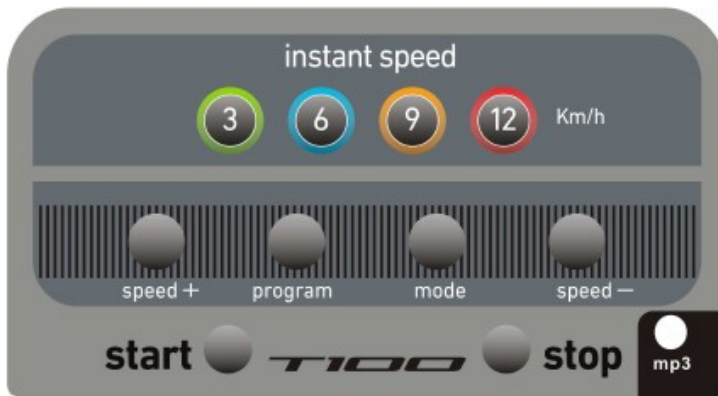 instant speed
3 6 9 12 Km/h
speed + program mode speed −
start T100 stop
mp3